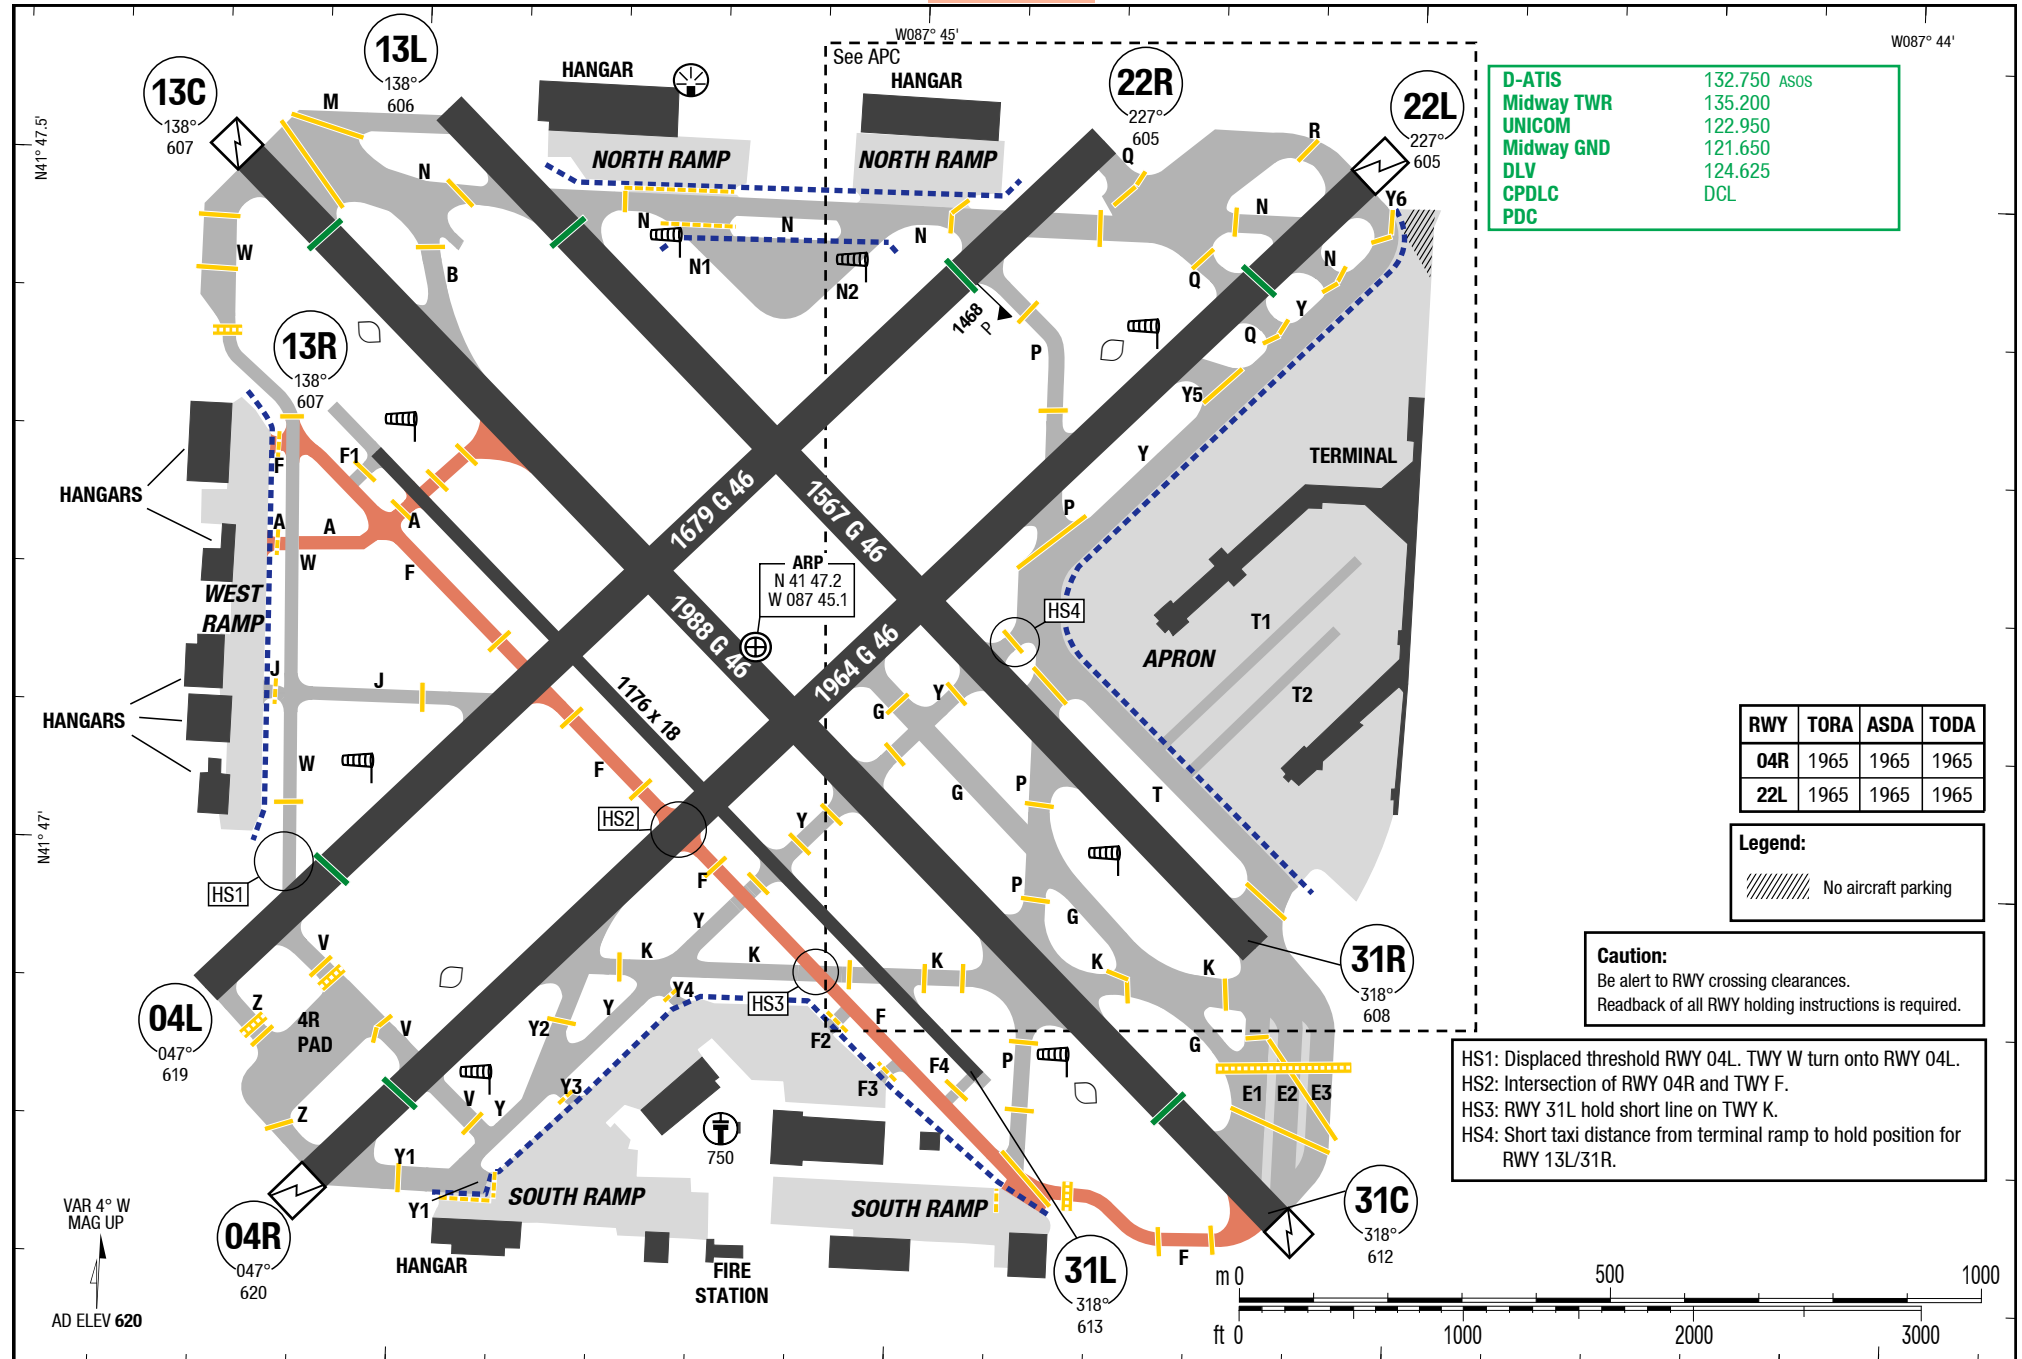 W087° 45'
W087° 44'
N41° 47.5'
N41° 47'
See APC
13C
138°
607
13L
138°
606
22R
227°
605
22L
227°
605
13R
138°
607
04L
047°
619
04R
047°
620
31R
318°
608
31C
318°
612
31L
318°
613
D-ATIS 132.750 ASOS
Midway TWR 135.200
UNICOM 122.950
Midway GND 121.650
DLV 124.625
CPDLC DCL
PDC
HANGAR
HANGAR
NORTH RAMP
NORTH RAMP
M
N
N
N
N
N1
N2
N
Q
R
N
Y6
N
Q
Y
Q
Y5
Y
W
B
1468
P
P
P
HANGARS
F
F1
A
A
A
W
F
WEST
RAMP
J
J
HANGARS
W
1679 G 46
1567 G 46
ARP
N 41 47.2
W 087 45.1
1988 G 46
1964 G 46
1176 x 18
TERMINAL
APRON
T1
T2
HS4
G
Y
G
P
T
P
G
F
HS2
Y
F
Y
HS1
V
K
K
K
K
K
Z
4R
PAD
V
Y4
Y
Y2
HS3
F
F2
F3
F4
P
G
E1
E2
E3
Z
V
Y
Y3
Y1
Y1
750
SOUTH RAMP
SOUTH RAMP
HANGAR
FIRE
STATION
F
RWY TORA ASDA TODA
04R 1965 1965 1965
22L 1965 1965 1965
Legend:
No aircraft parking
Caution:
Be alert to RWY crossing clearances.
Readback of all RWY holding instructions is required.
HS1: Displaced threshold RWY 04L. TWY W turn onto RWY 04L.
HS2: Intersection of RWY 04R and TWY F.
HS3: RWY 31L hold short line on TWY K.
HS4: Short taxi distance from terminal ramp to hold position for
RWY 13L/31R.
VAR 4° W
MAG UP
AD ELEV 620
m 0 500 1000
ft 0 1000 2000 3000